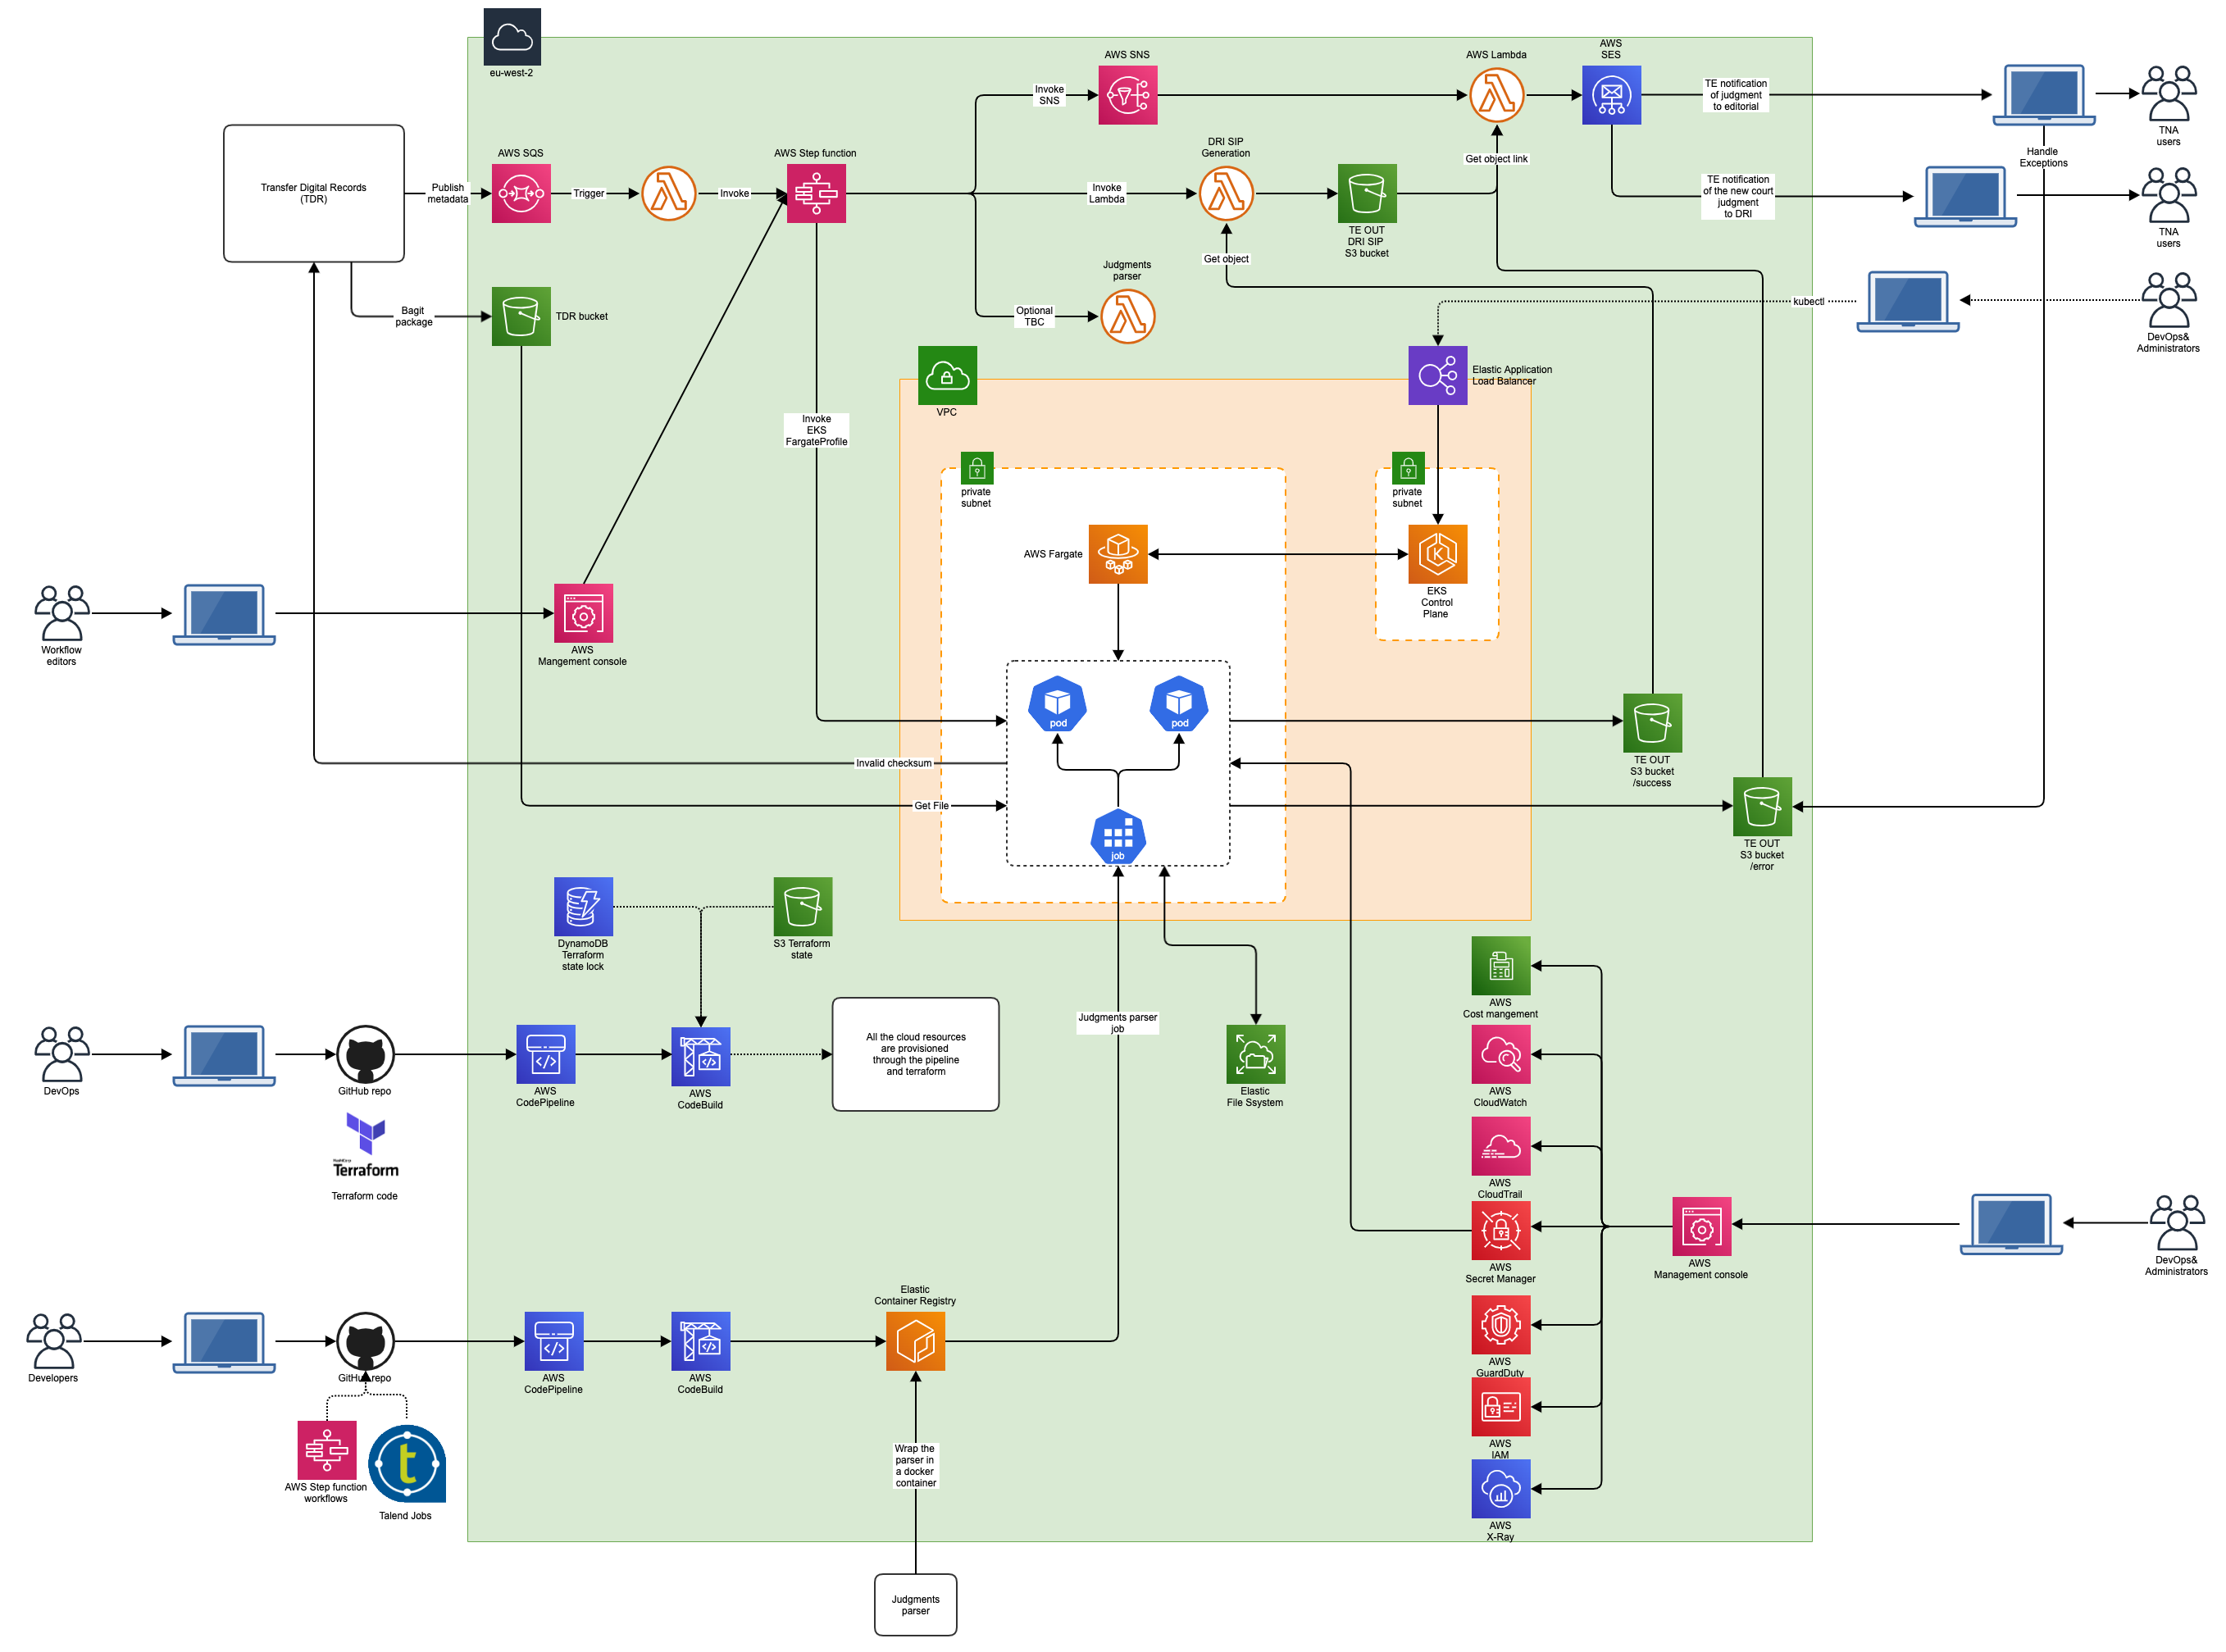 eu-west-2
AWS SNS
AWS Lambda
AWS
SES
Invoke
SNS
TE notification
of judgment
to editorial
TNA
users
Handle
Exceptions
Transfer Digital Records
(TDR)
Publish
metadata
AWS SQS
Trigger
Invoke
AWS Step function
Invoke
Lambda
DRI SIP
Generation
TE OUT
DRI SIP
S3 bucket
Get object link
TE notification
of the new court
judgment
to DRI
TNA
users
Get object
Judgments
parser
Optional
TBC
kubectl
DevOps&
Administrators
Bagit
package
TDR bucket
VPC
Elastic Application
Load Balancer
Invoke
EKS
FargateProfile
private
subnet
private
subnet
AWS Fargate
EKS
Control
Plane
Workflow
editors
AWS
Mangement console
pod
pod
job
Invalid checksum
Get File
TE OUT
S3 bucket
/success
TE OUT
S3 bucket
/error
DynamoDB
Terraform
state lock
S3 Terraform
state
DevOps
GitHub repo
HashiCorp
Terraform
Terraform code
AWS
CodePipeline
AWS
CodeBuild
All the cloud resources
are provisioned
through the pipeline
and terraform
Judgments parser
job
Elastic
File Ssystem
AWS
Cost mangement
AWS
CloudWatch
AWS
CloudTrail
AWS
Secret Manager
AWS
GuardDuty
AWS
IAM
AWS
X-Ray
AWS
Management console
DevOps&
Administrators
Developers
GitHub repo
AWS Step function
workflows
t
Talend Jobs
AWS
CodePipeline
AWS
CodeBuild
Elastic
Container Registry
Wrap the
parser in
a docker
container
Judgments
parser